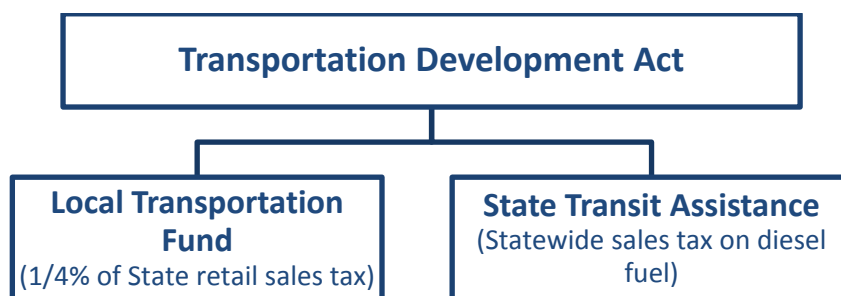 Transportation Development Act
Local Transportation
Fund
(1/4% of State retail sales tax)
State Transit Assistance
(Statewide sales tax on diesel
fuel)